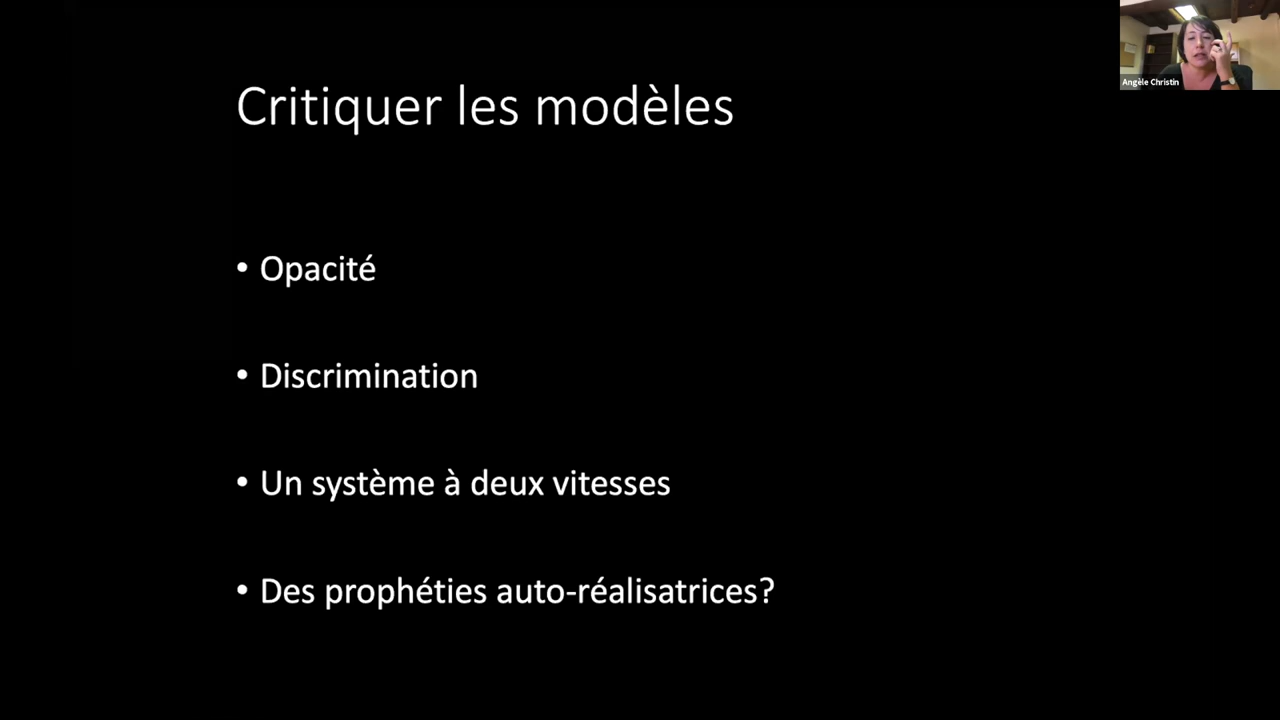 Angèle Christin
Critiquer les modèles
• Opacité
• Discrimination
• Un système à deux vitesses
• Des prophéties auto-réalisatrices?